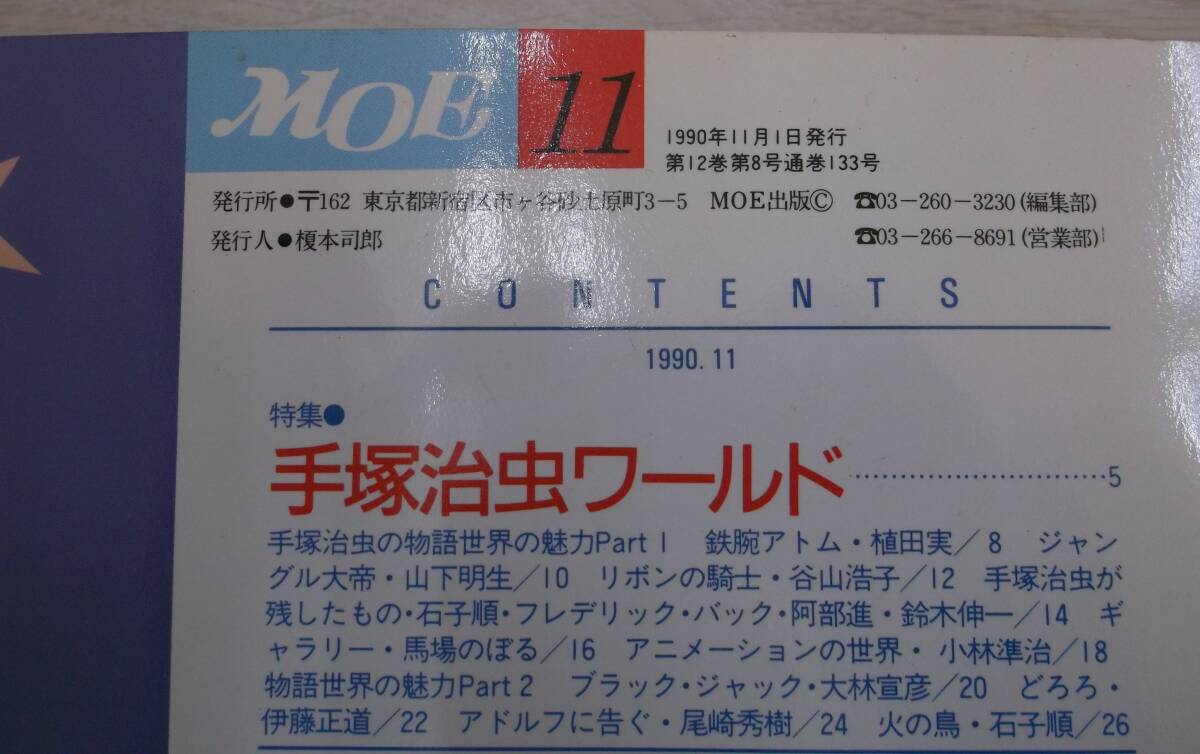 MOE 11
1990年11月1日発行
第12巻第8号通巻133号
発行所●〒162 東京都新宿区市ヶ谷砂土原町3−5 MOE出版Ⓒ ☎03−260−3230(編集部)
発行人●榎本司郎 ☎03−266−8691(営業部)
CONTENTS
1990.11
特集●
手塚治虫ワールド…………………………5
手塚治虫の物語世界の魅力Part1 鉄腕アトム・植田実/8 ジャン
グル大帝・山下明生/10 リボンの騎士・谷山浩子/12 手塚治虫が
残したもの・石子順・フレデリック・バック・阿部進・鈴木伸一/14 ギ
ャラリー・馬場のぼる/16 アニメーションの世界・小林準治/18
物語世界の魅力Part2 ブラック・ジャック・大林宣彦/20 どろろ・
伊藤正道/22 アドルフに告ぐ・尾崎秀樹/24 火の鳥・石子順/26